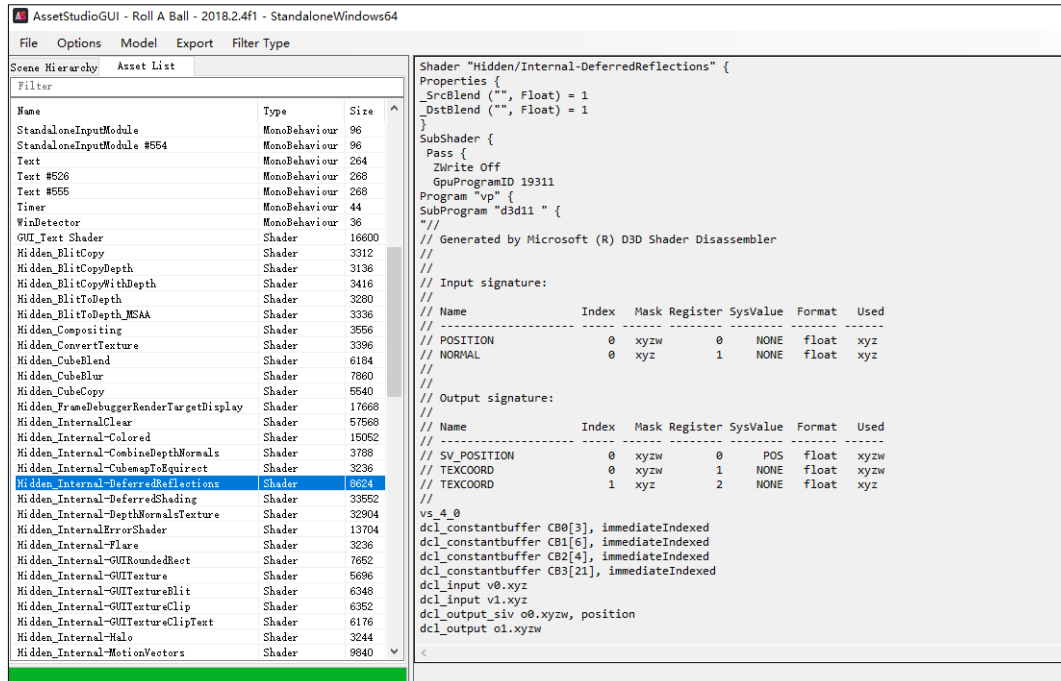 AssetStudioGUI - Roll A Ball - 2018.2.4f1 - StandaloneWindows64
File Options Model Export Filter Type
Scene Hierarchy Asset List
Filter
Name Type Size
StandaloneInputModule MonoBehaviour 96
StandaloneInputModule #554 MonoBehaviour 96
Text MonoBehaviour 264
Text #526 MonoBehaviour 268
Text #555 MonoBehaviour 268
Timer MonoBehaviour 44
WinDetector MonoBehaviour 36
GUI_Text Shader Shader 16600
Hidden_BlitCopy Shader 3312
Hidden_BlitCopyDepth Shader 3136
Hidden_BlitCopyWithDepth Shader 3416
Hidden_BlitToDepth Shader 3280
Hidden_BlitToDepth_MSAA Shader 3336
Hidden_Compositing Shader 3556
Hidden_ConvertTexture Shader 3396
Hidden_CubeBlend Shader 6184
Hidden_CubeBlur Shader 7860
Hidden_CubeCopy Shader 5540
Hidden_FrameDebuggerRenderTargetDisplay Shader 17668
Hidden_InternalClear Shader 57568
Hidden_Internal-Colored Shader 15052
Hidden_Internal-CombineDepthNormals Shader 3788
Hidden_Internal-CubemapToEquirect Shader 3236
Hidden_Internal-DeferredReflections Shader 8624
Hidden_Internal-DeferredShading Shader 33552
Hidden_Internal-DepthNormalsTexture Shader 32904
Hidden_InternalErrorShader Shader 13704
Hidden_Internal-Flare Shader 3236
Hidden_Internal-GUIRoundedRect Shader 7652
Hidden_Internal-GUITexture Shader 5696
Hidden_Internal-GUITextureBlit Shader 6348
Hidden_Internal-GUITextureClip Shader 6352
Hidden_Internal-GUITextureClipText Shader 6176
Hidden_Internal-Halo Shader 3244
Hidden_Internal-MotionVectors Shader 9840
Shader "Hidden/Internal-DeferredReflections" {
Properties {
_SrcBlend ("", Float) = 1
_DstBlend ("", Float) = 1
}
SubShader {
Pass {
ZWrite Off
GpuProgramID 19311
Program "vp" {
SubProgram "d3d11 " {
"//
// Generated by Microsoft (R) D3D Shader Disassembler
//
//
// Input signature:
//
// Name Index Mask Register SysValue Format Used
// -------------------- ----- ------ -------- -------- ------- ------
// POSITION 0 xyzw 0 NONE float xyz
// NORMAL 0 xyz 1 NONE float xyz
//
//
// Output signature:
//
// Name Index Mask Register SysValue Format Used
// -------------------- ----- ------ -------- -------- ------- ------
// SV_POSITION 0 xyzw 0 POS float xyzw
// TEXCOORD 0 xyzw 1 NONE float xyzw
// TEXCOORD 1 xyz 2 NONE float xyz
//
vs_4_0
dcl_constantbuffer CB0[3], immediateIndexed
dcl_constantbuffer CB1[6], immediateIndexed
dcl_constantbuffer CB2[4], immediateIndexed
dcl_constantbuffer CB3[21], immediateIndexed
dcl_input v0.xyz
dcl_input v1.xyz
dcl_output_siv o0.xyzw, position
dcl_output o1.xyzw